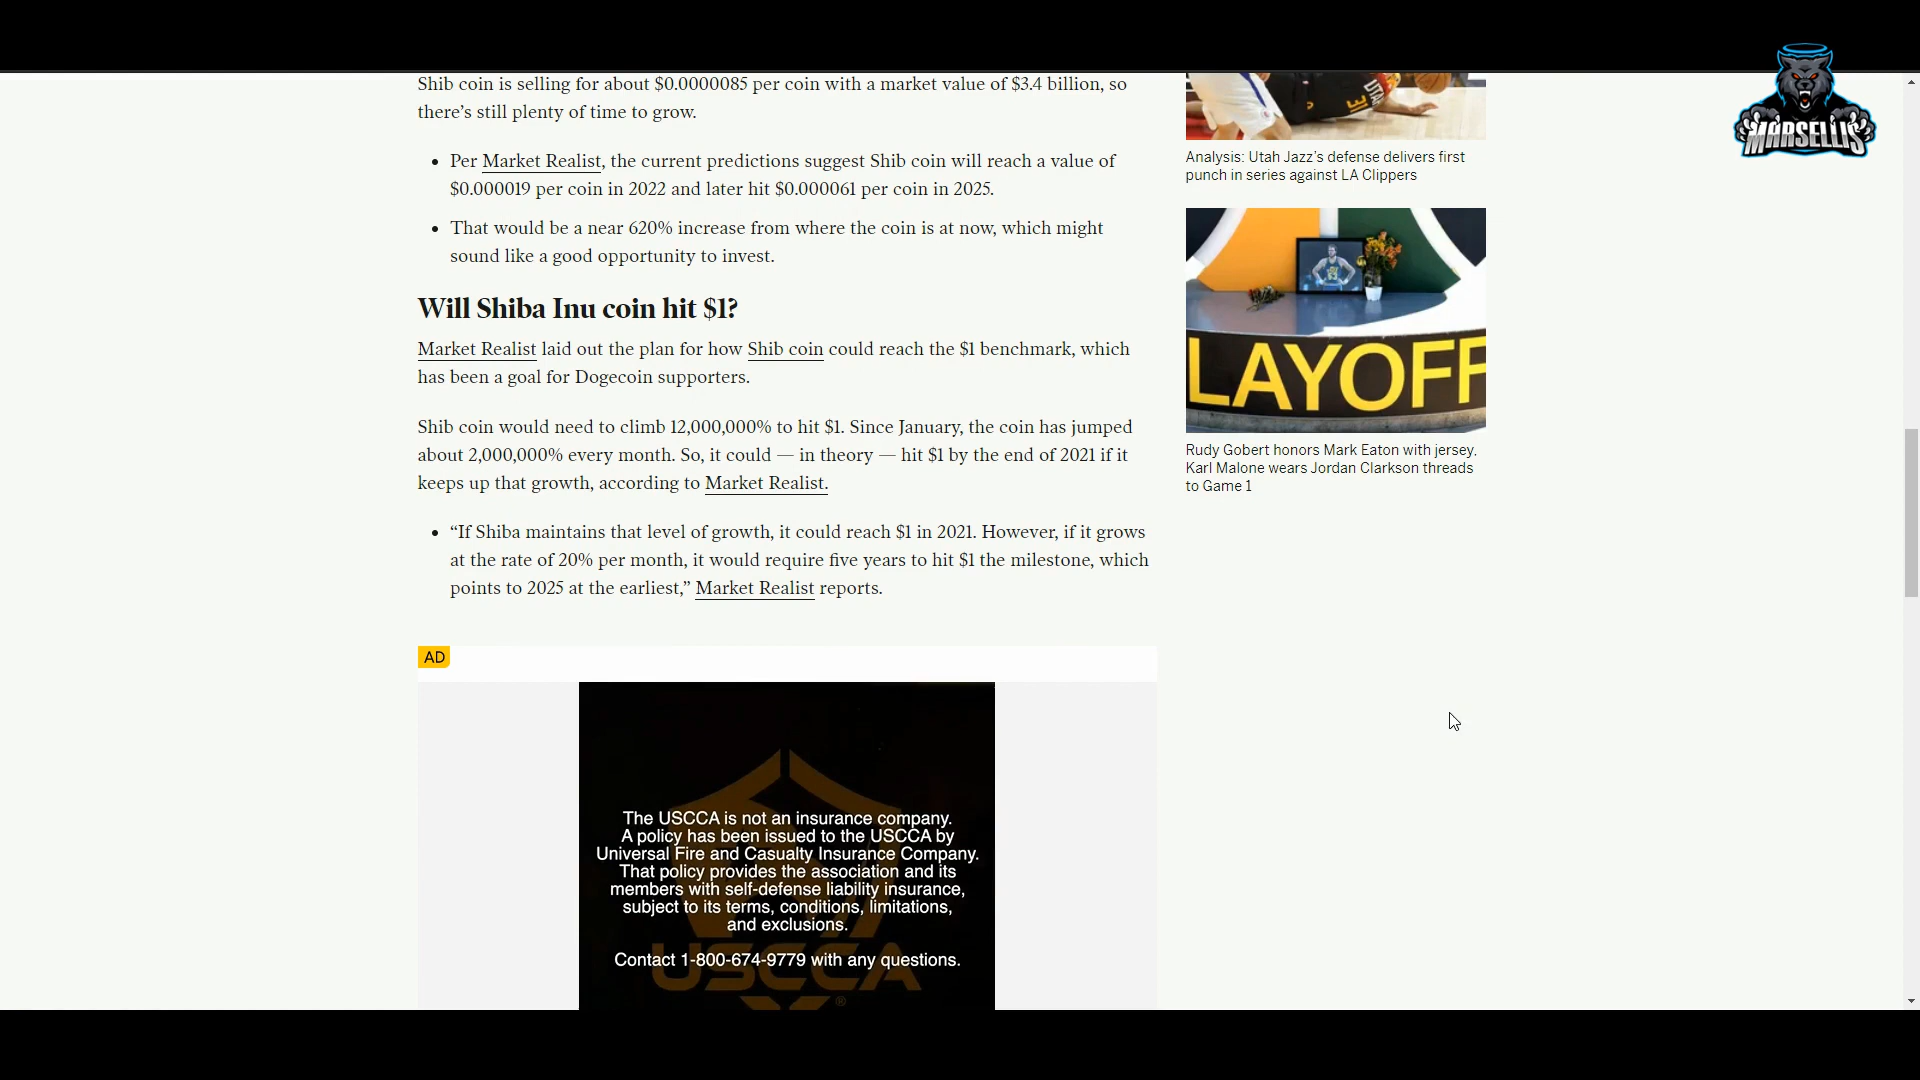 Shib coin is selling for about $0.0000085 per coin with a market value of $3.4 billion, so
there’s still plenty of time to grow.
• Per Market Realist, the current predictions suggest Shib coin will reach a value of
$0.000019 per coin in 2022 and later hit $0.000061 per coin in 2025.
• That would be a near 620% increase from where the coin is at now, which might
sound like a good opportunity to invest.
Will Shiba Inu coin hit $1?
Market Realist laid out the plan for how Shib coin could reach the $1 benchmark, which
has been a goal for Dogecoin supporters.
Shib coin would need to climb 12,000,000% to hit $1. Since January, the coin has jumped
about 2,000,000% every month. So, it could — in theory — hit $1 by the end of 2021 if it
keeps up that growth, according to Market Realist.
• “If Shiba maintains that level of growth, it could reach $1 in 2021. However, if it grows
at the rate of 20% per month, it would require five years to hit $1 the milestone, which
points to 2025 at the earliest,” Market Realist reports.
AD
The USCCA is not an insurance company.
A policy has been issued to the USCCA by
Universal Fire and Casualty Insurance Company.
That policy provides the association and its
members with self-defense liability insurance,
subject to its terms, conditions, limitations,
and exclusions.
Contact 1-800-674-9779 with any questions.
USCCA
®
UTAH
Analysis: Utah Jazz’s defense delivers first
punch in series against LA Clippers
LAYOFF
Rudy Gobert honors Mark Eaton with jersey,
Karl Malone wears Jordan Clarkson threads
to Game 1
MARSELLIS